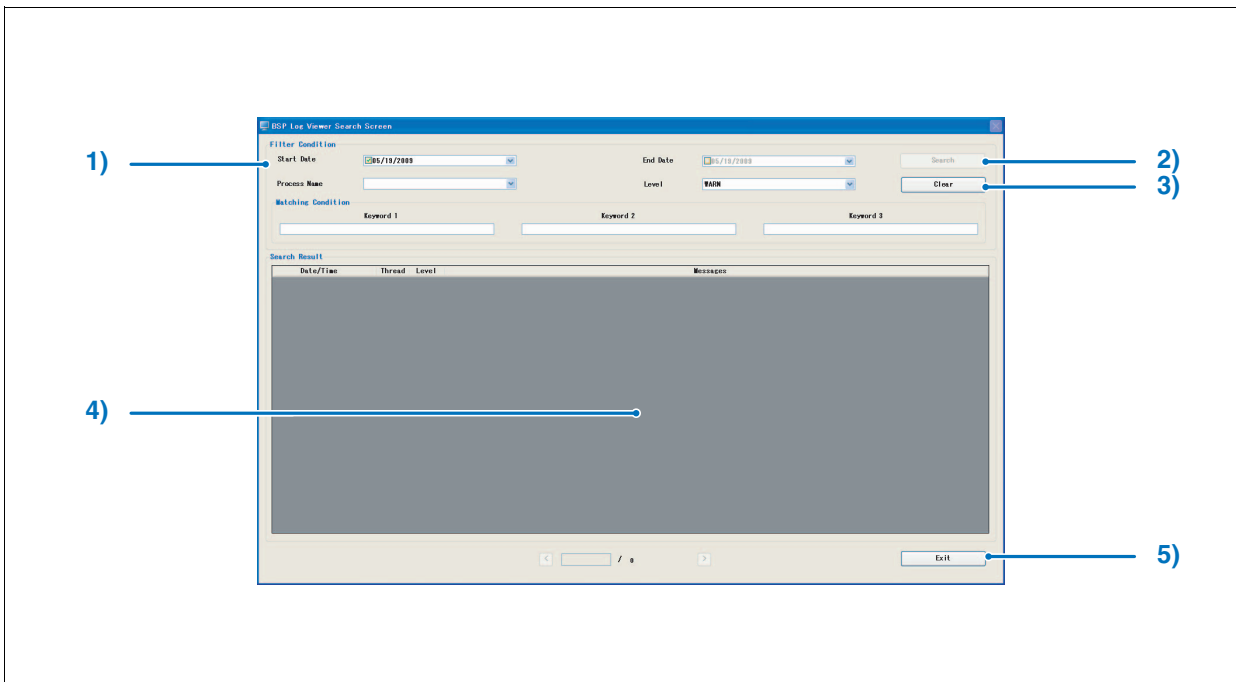 BSP Log Viewer Search Screen
Filter Condition
1)
Start Date 05/19/2009 End Date 05/19/2009 Search
2)
Process Name Level WARN Clear
3)
Matching Condition
Keyword 1 Keyword 2 Keyword 3
Search Result
Date/Time Thread Level Messages
4)
< / 0 > Exit
5)